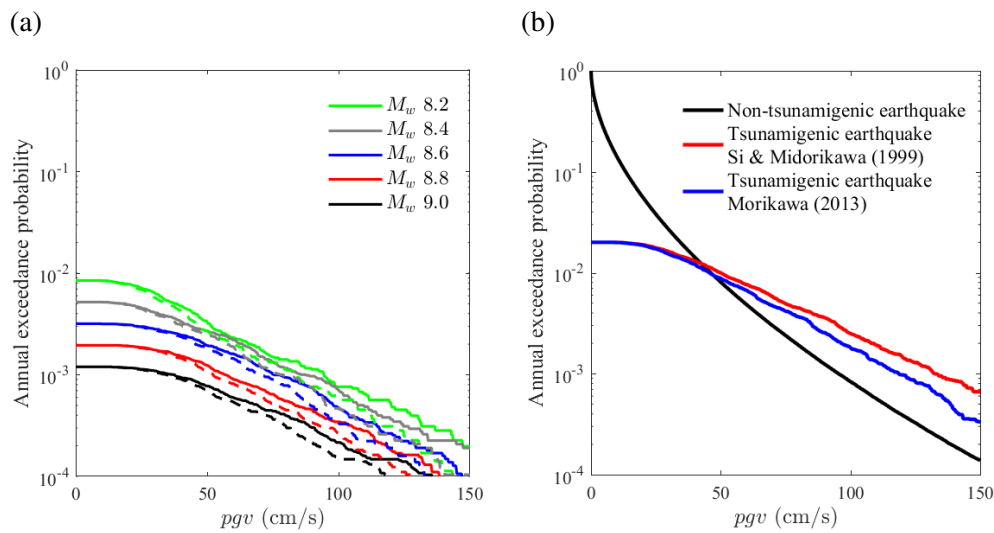 (a)
10^0
10^-1
10^-2
10^-3
10^-4
0
50
100
150
Annual exceedance probability
pgv (cm/s)
M_w 8.2
M_w 8.4
M_w 8.6
M_w 8.8
M_w 9.0
(b)
10^0
10^-1
10^-2
10^-3
10^-4
0
50
100
150
Annual exceedance probability
pgv (cm/s)
Non-tsunamigenic earthquake
Tsunamigenic earthquake
Si & Midorikawa (1999)
Tsunamigenic earthquake
Morikawa (2013)